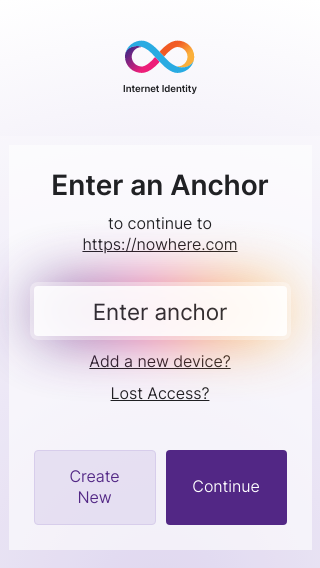 Internet Identity
Enter an Anchor
to continue to
https://nowhere.com
Enter anchor
Add a new device?
Lost Access?
Create
New
Continue